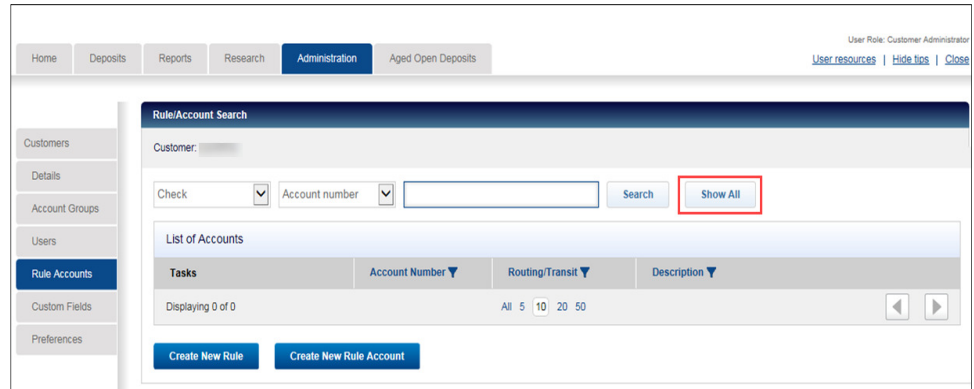 User Role: Customer Administrator
Home Deposits Reports Research Administration Aged Open Deposits
User resources | Hide tips | Close
Rule/Account Search
Customers
Customer:
Details
Check Account number Search Show All
Account Groups
Users
List of Accounts
Rule Accounts
Tasks Account Number Routing/Transit Description
Custom Fields
Displaying 0 of 0 All 5 10 20 50
Preferences
Create New Rule Create New Rule Account